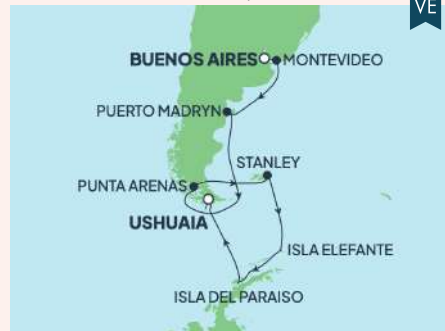 VE
BUENOS AIRES
MONTEVIDEO
PUERTO MADRYN
STANLEY
PUNTA ARENAS
USHUAIA
ISLA ELEFANTE
ISLA DEL PARAISO